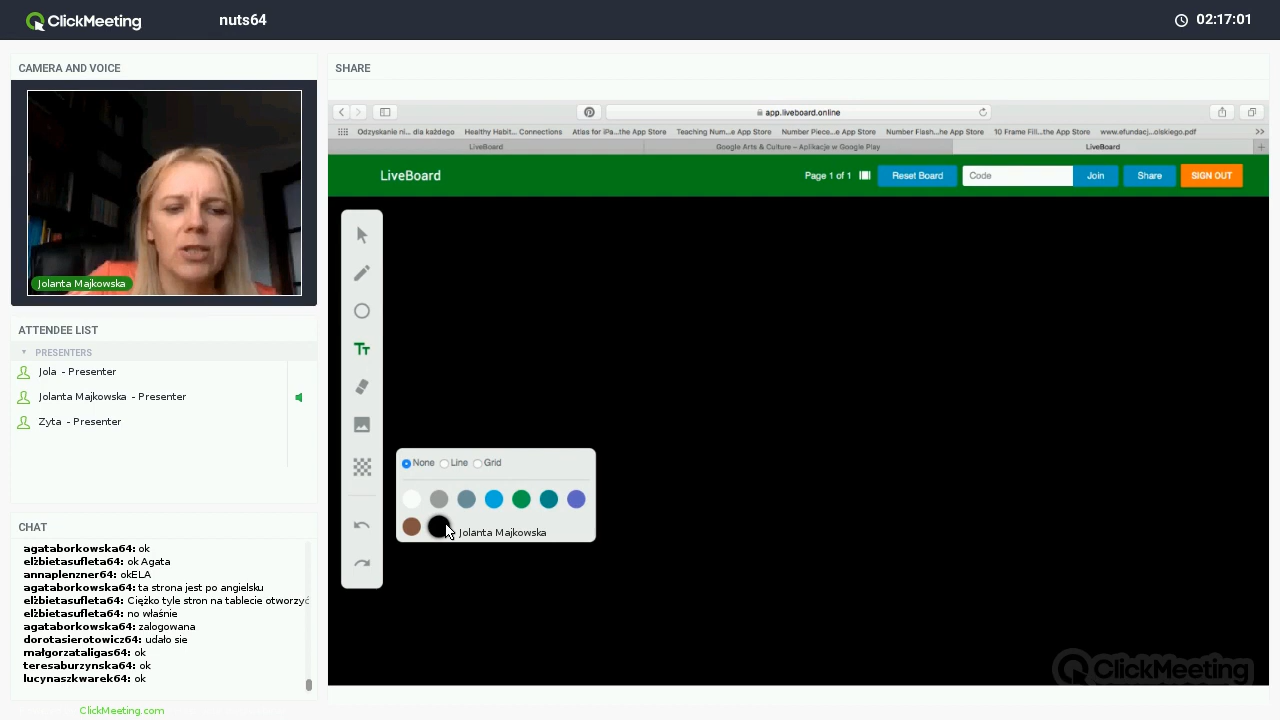 ClickMeeting
nuts64
02:17:01
CAMERA AND VOICE
Jolanta Majkowska
ATTENDEE LIST
PRESENTERS
Jola - Presenter
Jolanta Majkowska - Presenter
Zyta - Presenter
CHAT
agataborkowska64: ok
elżbietasufleta64: ok Agata
annaplenzner64: okELA
agataborkowska64: ta strona jest po angielsku
elżbietasufleta64: Ciężko tyle stron na tablecie otworzyć
elżbietasufleta64: no właśnie
agataborkowska64: zalogowana
dorotasierotowicz64: udało sie
małgorzataligas64: ok
teresaburzynska64: ok
lucynaszkwarek64: ok
ClickMeeting.com
SHARE
app.liveboard.online
Odzyskanie ni... dla każdego Healthy Habit... Connections Atlas for iPa...the App Store Teaching Num...e App Store Number Piece...e App Store Number Flash...he App Store 10 Frame Fill...the App Store www.efundacj...olskiego.pdf >>
LiveBoard Google Arts & Culture – Aplikacje w Google Play LiveBoard +
LiveBoard Page 1 of 1 Reset Board Code Join Share SIGN OUT
TT
None Line Grid
Jolanta Majkowska
ClickMeeting